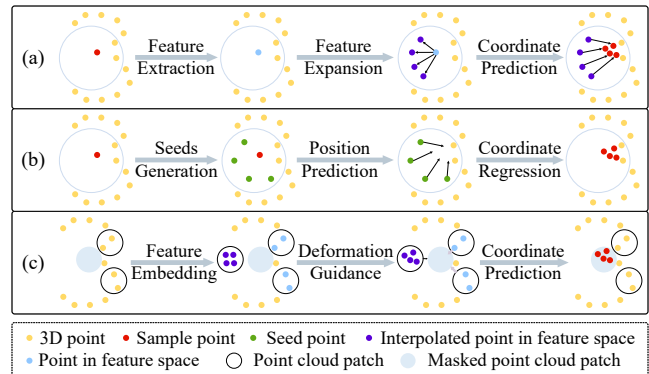 (a) Feature Extraction Feature Expansion Coordinate Prediction
(b) Seeds Generation Position Prediction Coordinate Regression
(c) Feature Embedding Deformation Guidance Coordinate Prediction
3D point Sample point Seed point Interpolated point in feature space
Point in feature space Point cloud patch Masked point cloud patch